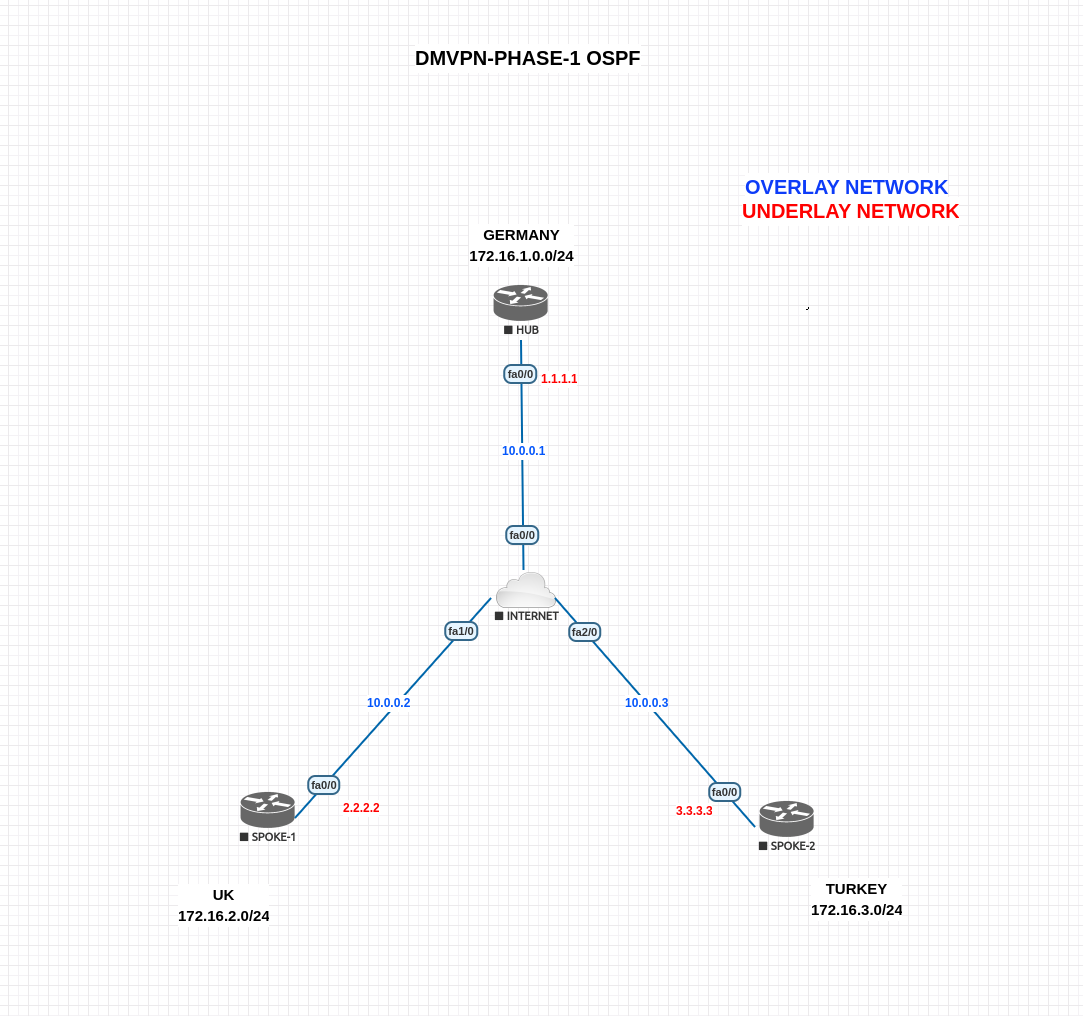 DMVPN-PHASE-1 OSPF
OVERLAY NETWORK
UNDERLAY NETWORK
GERMANY
172.16.1.0.0/24
HUB
fa0/0
1.1.1.1
10.0.0.1
fa0/0
INTERNET
fa1/0
fa2/0
10.0.0.2
10.0.0.3
fa0/0
2.2.2.2
fa0/0
3.3.3.3
SPOKE-1
SPOKE-2
UK
172.16.2.0/24
TURKEY
172.16.3.0/24